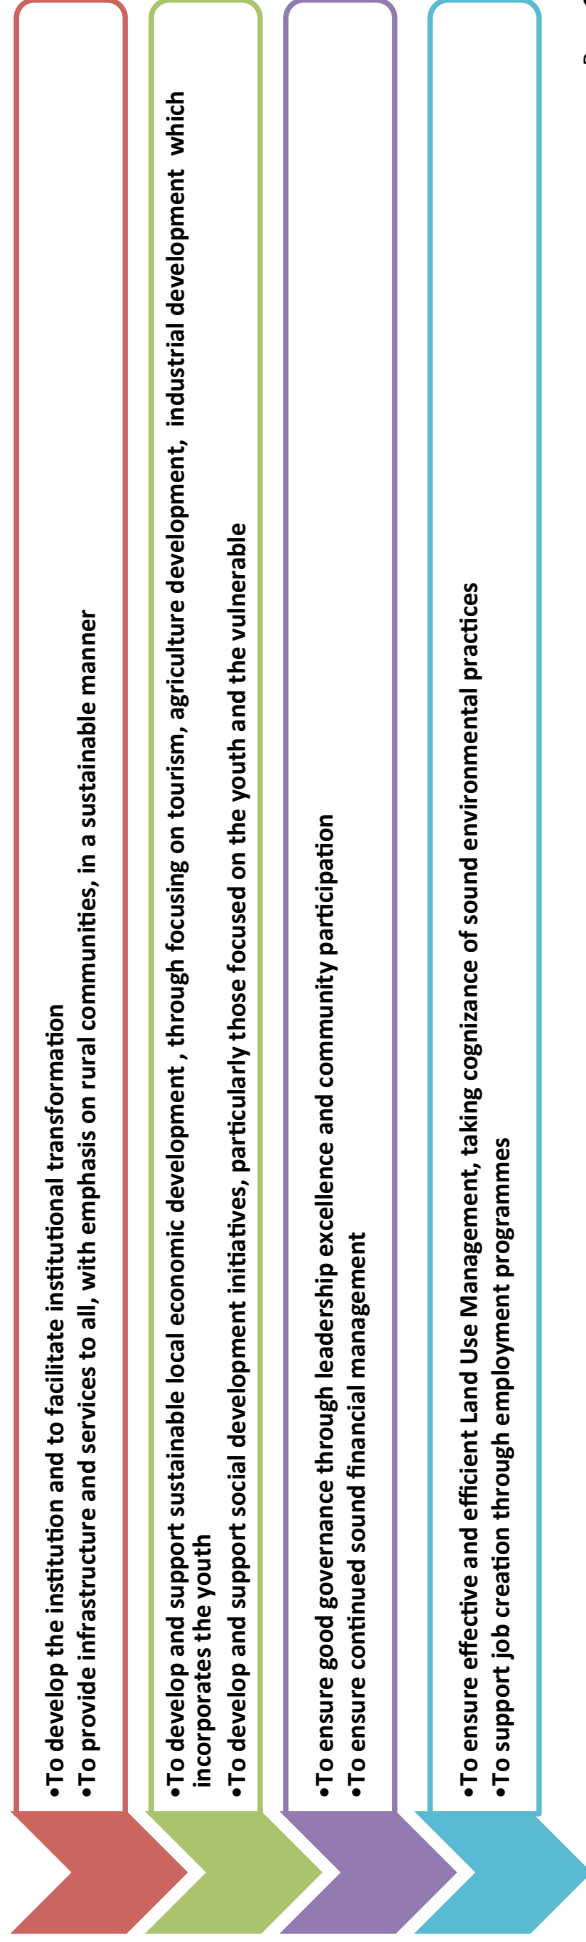 •To develop the institution and to facilitate institutional transformation
•To provide infrastructure and services to all, with emphasis on rural communities, in a sustainable manner
•To develop and support sustainable local economic development , through focusing on tourism, agriculture development, industrial development which
incorporates the youth
•To develop and support social development initiatives, particularly those focused on the youth and the vulnerable
•To ensure good governance through leadership excellence and community participation
•To ensure continued sound financial management
•To ensure effective and efficient Land Use Management, taking cognizance of sound environmental practices
•To support job creation through employment programmes